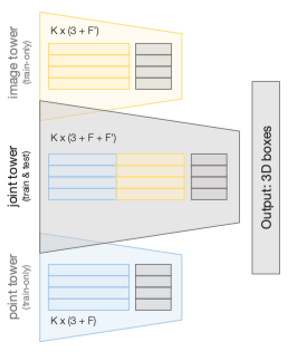 image tower
(train-only)
K x (3 + F')
joint tower
(train & test)
K x (3 + F + F')
point tower
(train-only)
K x (3 + F)
Output: 3D boxes